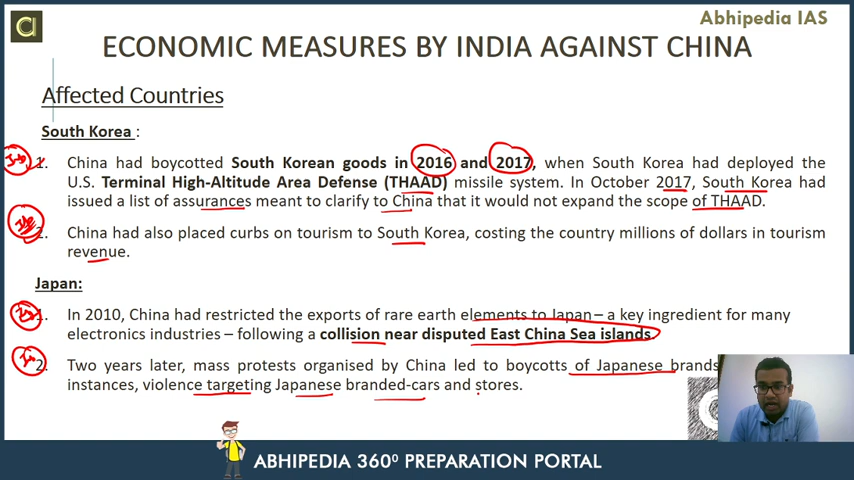 Abhipedia IAS
ECONOMIC MEASURES BY INDIA AGAINST CHINA
Affected Countries
South Korea :
1. China had boycotted South Korean goods in 2016 and 2017, when South Korea had deployed the
U.S. Terminal High-Altitude Area Defense (THAAD) missile system. In October 2017, South Korea had
issued a list of assurances meant to clarify to China that it would not expand the scope of THAAD.
2. China had also placed curbs on tourism to South Korea, costing the country millions of dollars in tourism
revenue.
Japan:
1. In 2010, China had restricted the exports of rare earth elements to Japan – a key ingredient for many
electronics industries – following a collision near disputed East China Sea islands.
2. Two years later, mass protests organised by China led to boycotts of Japanese brands
instances, violence targeting Japanese branded-cars and stores.
ABHIPEDIA 360⁰ PREPARATION PORTAL